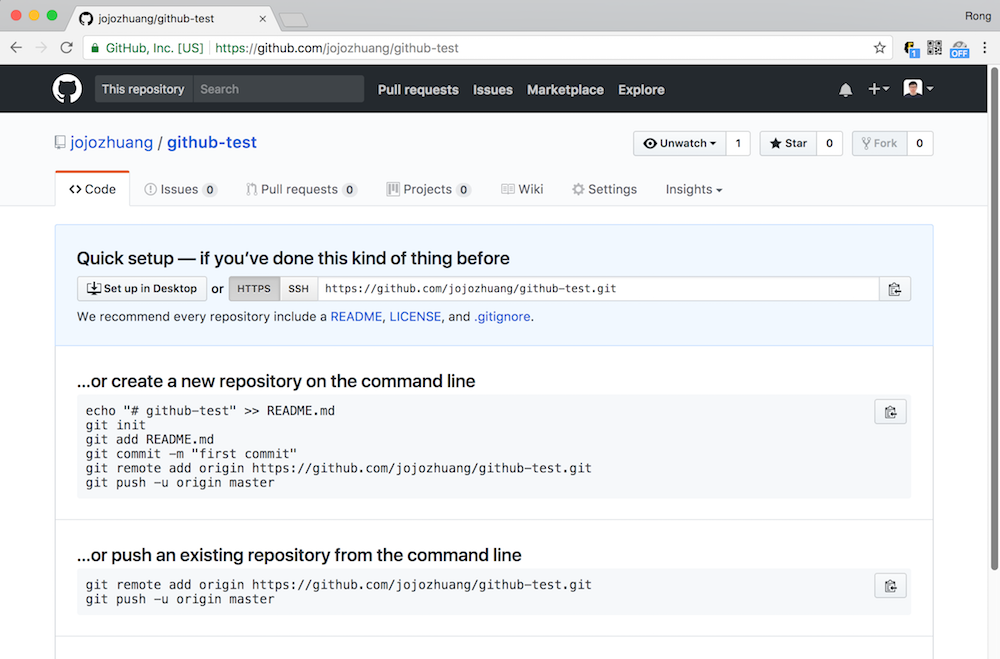 jojozhuang/github-test
Rong
GitHub, Inc. [US] https://github.com/jojozhuang/github-test
1 OFF
This repository Search Pull requests Issues Marketplace Explore
jojozhuang / github-test
Unwatch 1 Star 0 Fork 0
<> Code Issues 0 Pull requests 0 Projects 0 Wiki Settings Insights
Quick setup — if you’ve done this kind of thing before
Set up in Desktop or HTTPS SSH https://github.com/jojozhuang/github-test.git
We recommend every repository include a README, LICENSE, and .gitignore.
…or create a new repository on the command line
echo "# github-test" >> README.md
git init
git add README.md
git commit -m "first commit"
git remote add origin https://github.com/jojozhuang/github-test.git
git push -u origin master
…or push an existing repository from the command line
git remote add origin https://github.com/jojozhuang/github-test.git
git push -u origin master